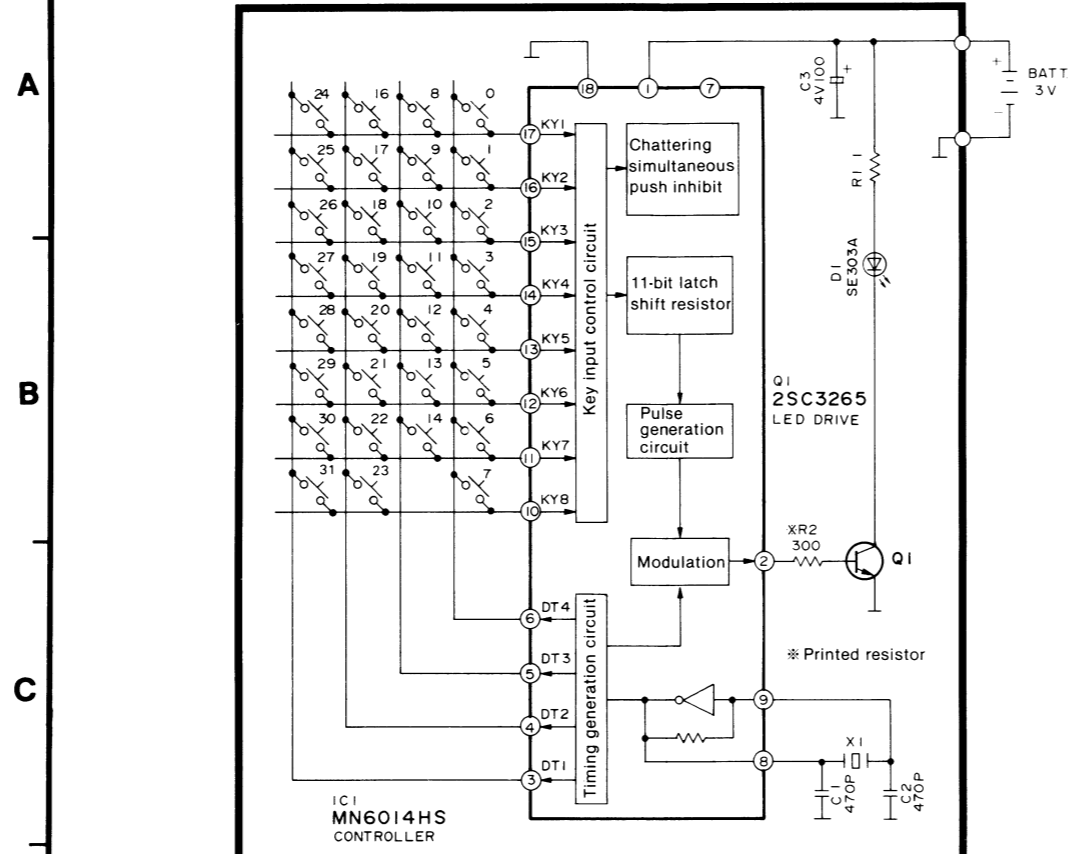 A
B
C
18
1
7
C3
4V100
+
+
BATT.
3V
-
24
16
8
0
17
KY1
25
17
9
1
16
KY2
26
18
10
2
15
KY3
27
19
11
3
14
KY4
28
20
12
4
13
KY5
29
21
13
5
12
KY6
30
22
14
6
11
KY7
31
23
7
10
KY8
Key input control circuit
Chattering
simultaneous
push inhibit
11-bit latch
shift resistor
Pulse
generation
circuit
Modulation
2
R1 1
D1
SE303A
Q1
2SC3265
LED DRIVE
※R2
300
Q1
※ Printed resistor
6
DT4
5
DT3
4
DT2
3
DT1
Timing generation circuit
9
8
X1
C1
470P
C2
470P
IC1
MN6014HS
CONTROLLER